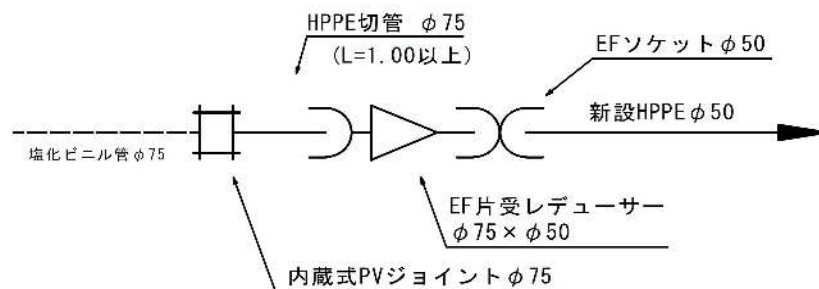 HPPE切管 φ75
(L=1.00以上)
EFソケットφ50
新設HPPEφ50
塩化ビニル管φ75
EF片受レデューサー
φ75×φ50
内蔵式PVジョイントφ75